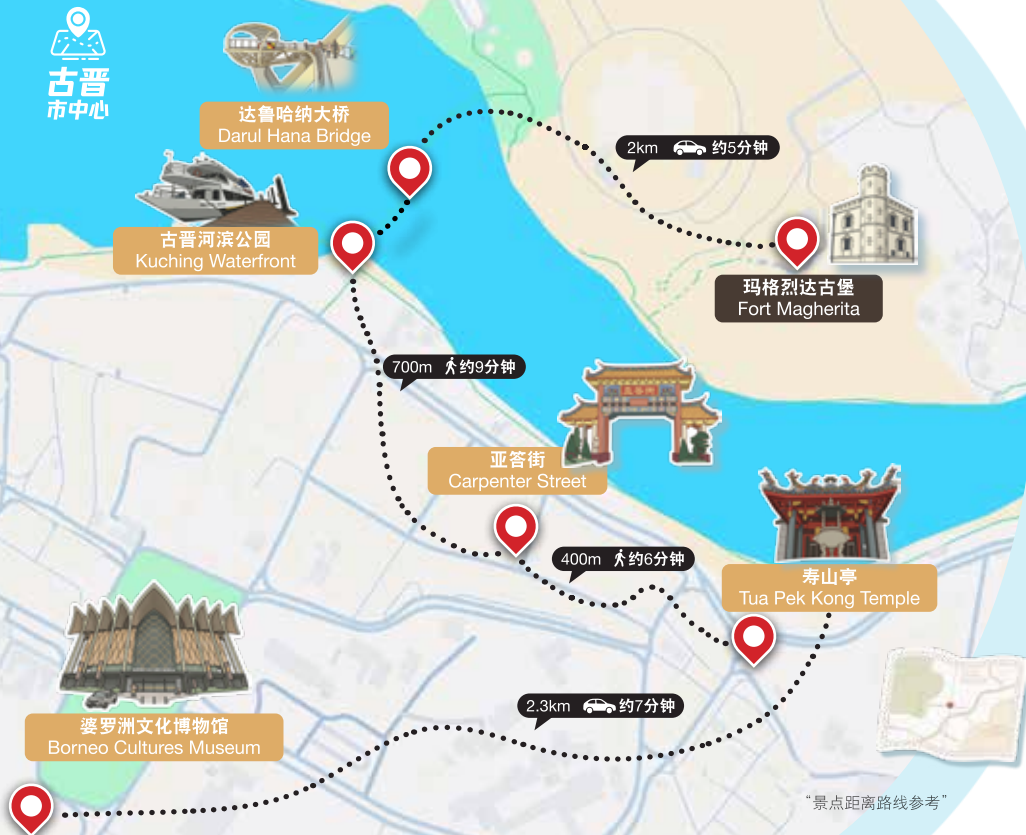 古晋
市中心
达鲁哈纳大桥
Darul Hana Bridge
2km 约5分钟
古晋河滨公园
Kuching Waterfront
玛格烈达古堡
Fort Magherita
700m 约9分钟
亚答街
亚答街
Carpenter Street
400m 约6分钟
寿山亭
Tua Pek Kong Temple
2.3km 约7分钟
婆罗洲文化博物馆
Borneo Cultures Museum
“景点距离路线参考”